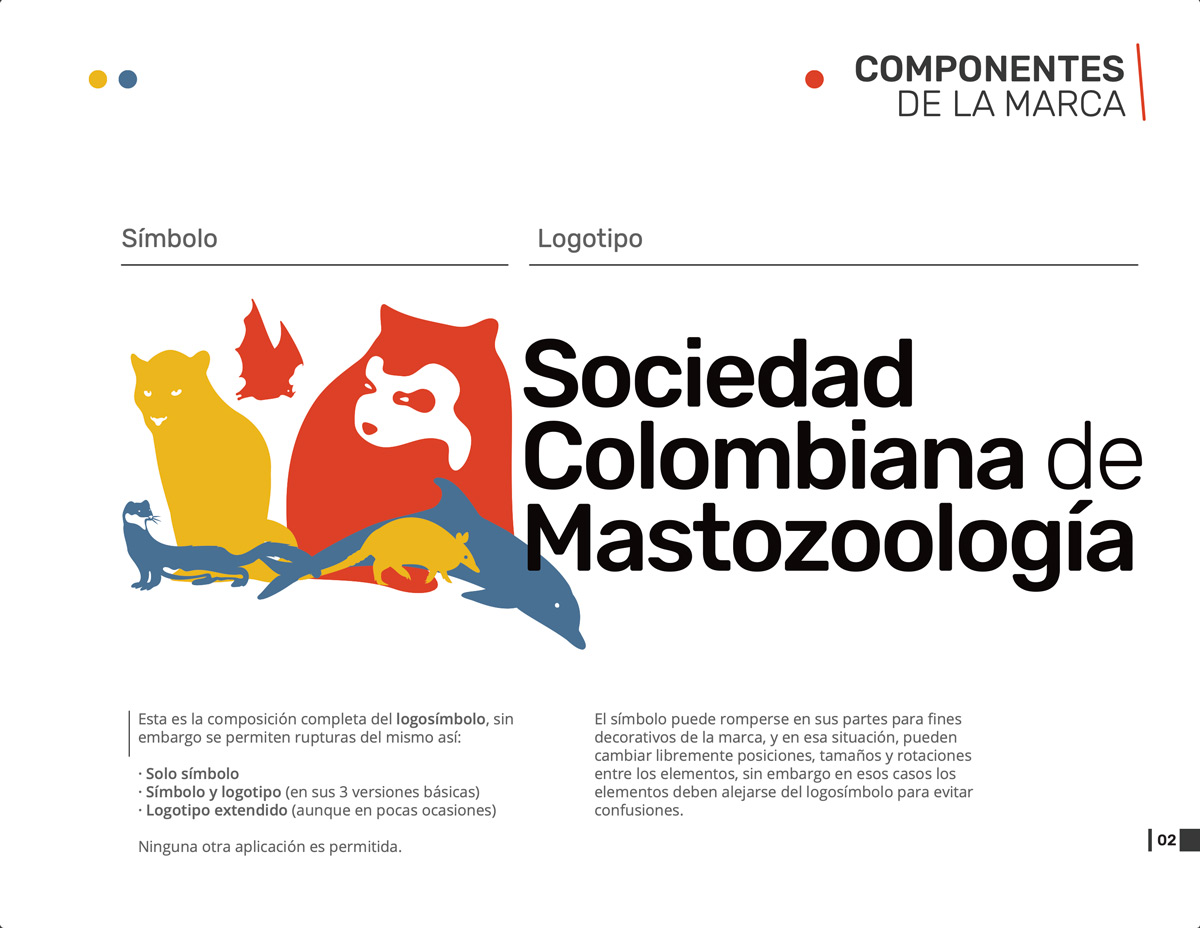 COMPONENTES
DE LA MARCA
Símbolo
Logotipo
Sociedad
Colombiana de
Mastozoología
Esta es la composición completa del logosímbolo, sin
embargo se permiten rupturas del mismo así:
· Solo símbolo
· Símbolo y logotipo (en sus 3 versiones básicas)
· Logotipo extendido (aunque en pocas ocasiones)
Ninguna otra aplicación es permitida.
El símbolo puede romperse en sus partes para fines
decorativos de la marca, y en esa situación, pueden
cambiar libremente posiciones, tamaños y rotaciones
entre los elementos, sin embargo en esos casos los
elementos deben alejarse del logosímbolo para evitar
confusiones.
02